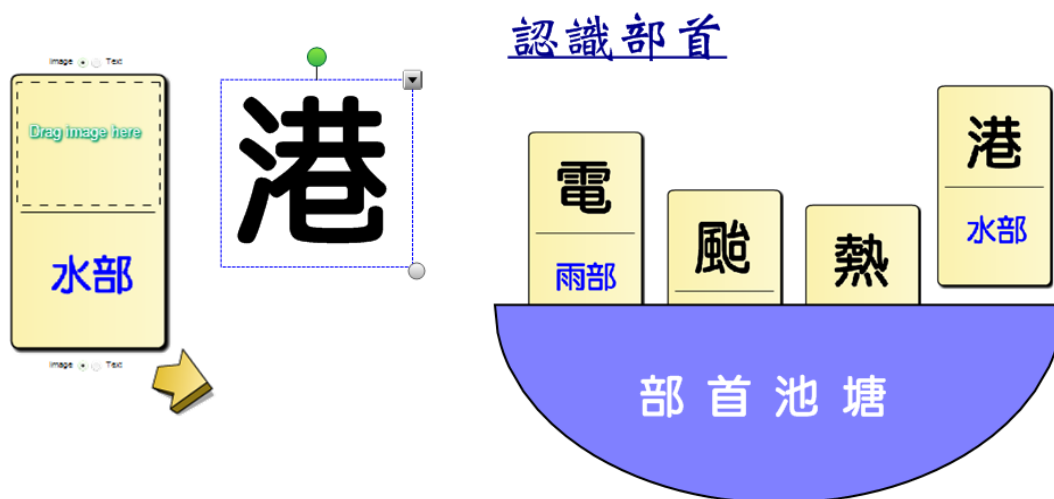 認識部首
Image Text
Drag image here
水部
Image Text
港
電
雨部
颱
熱
港
水部
部首池塘